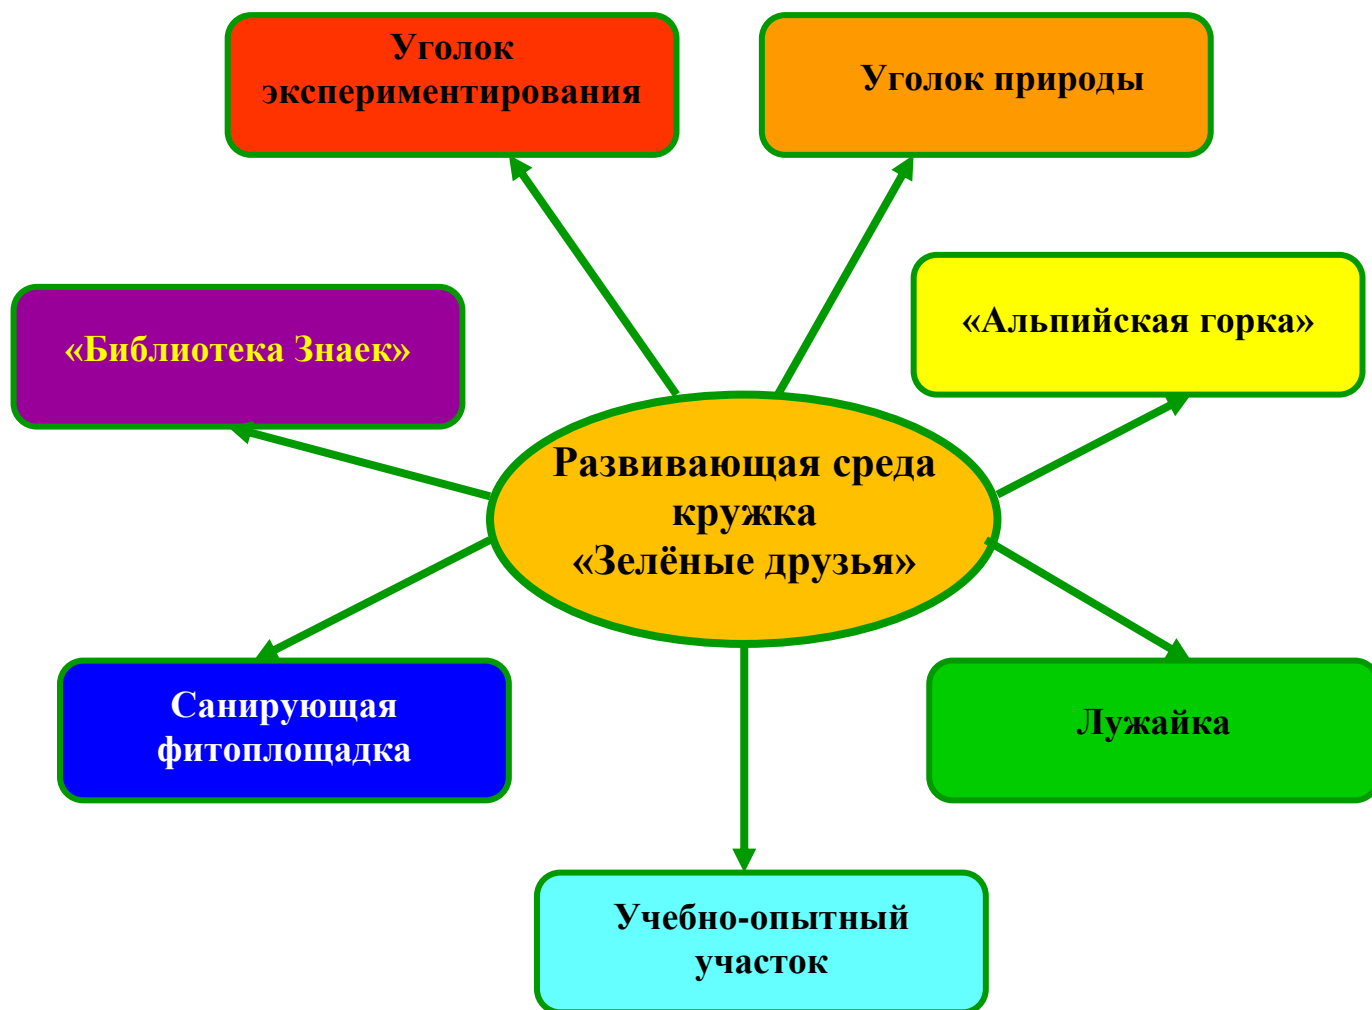 Уголок
экспериментирования
Уголок природы
«Библиотека Знаек»
«Альпийская горка»
Развивающая среда
кружка
«Зелёные друзья»
Санирующая
фитоплощадка
Лужайка
Учебно-опытный
участок